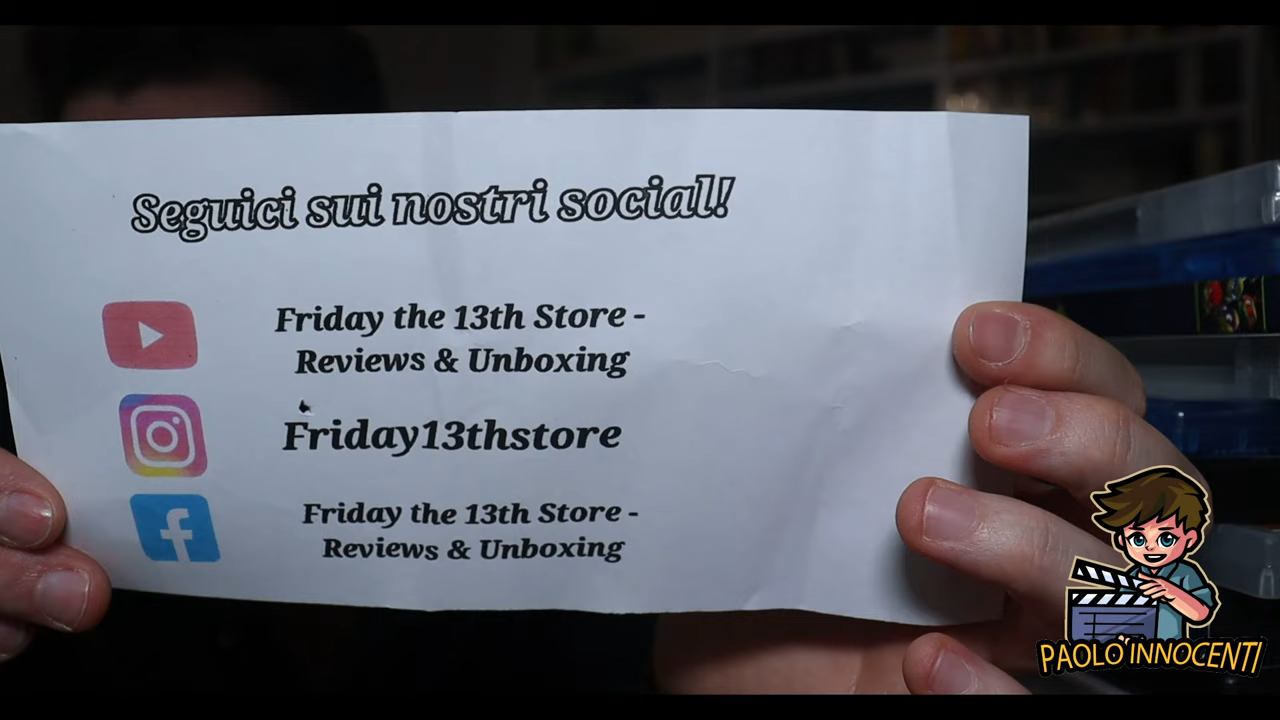 Seguici sui nostri social!
Friday the 13th Store -
Reviews & Unboxing
Friday13thstore
Friday the 13th Store -
Reviews & Unboxing
PAOLO INNOCENTI